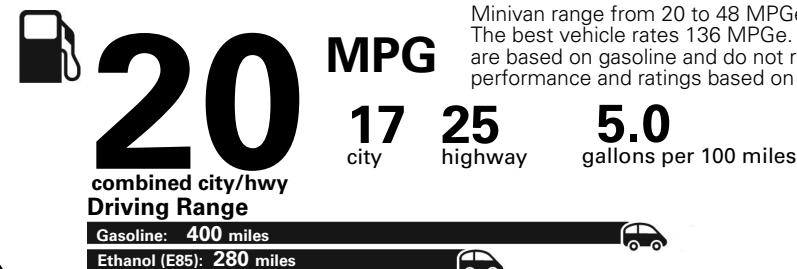 Minivan range from 20 to 48 MPGe
The best vehicle rates 136 MPGe.
are based on gasoline and do not
performance and ratings based on
20 MPG
17 25 5.0
city highway gallons per 100 miles
combined city/hwy
Driving Range
Gasoline: 400 miles
Ethanol (E85): 280 miles